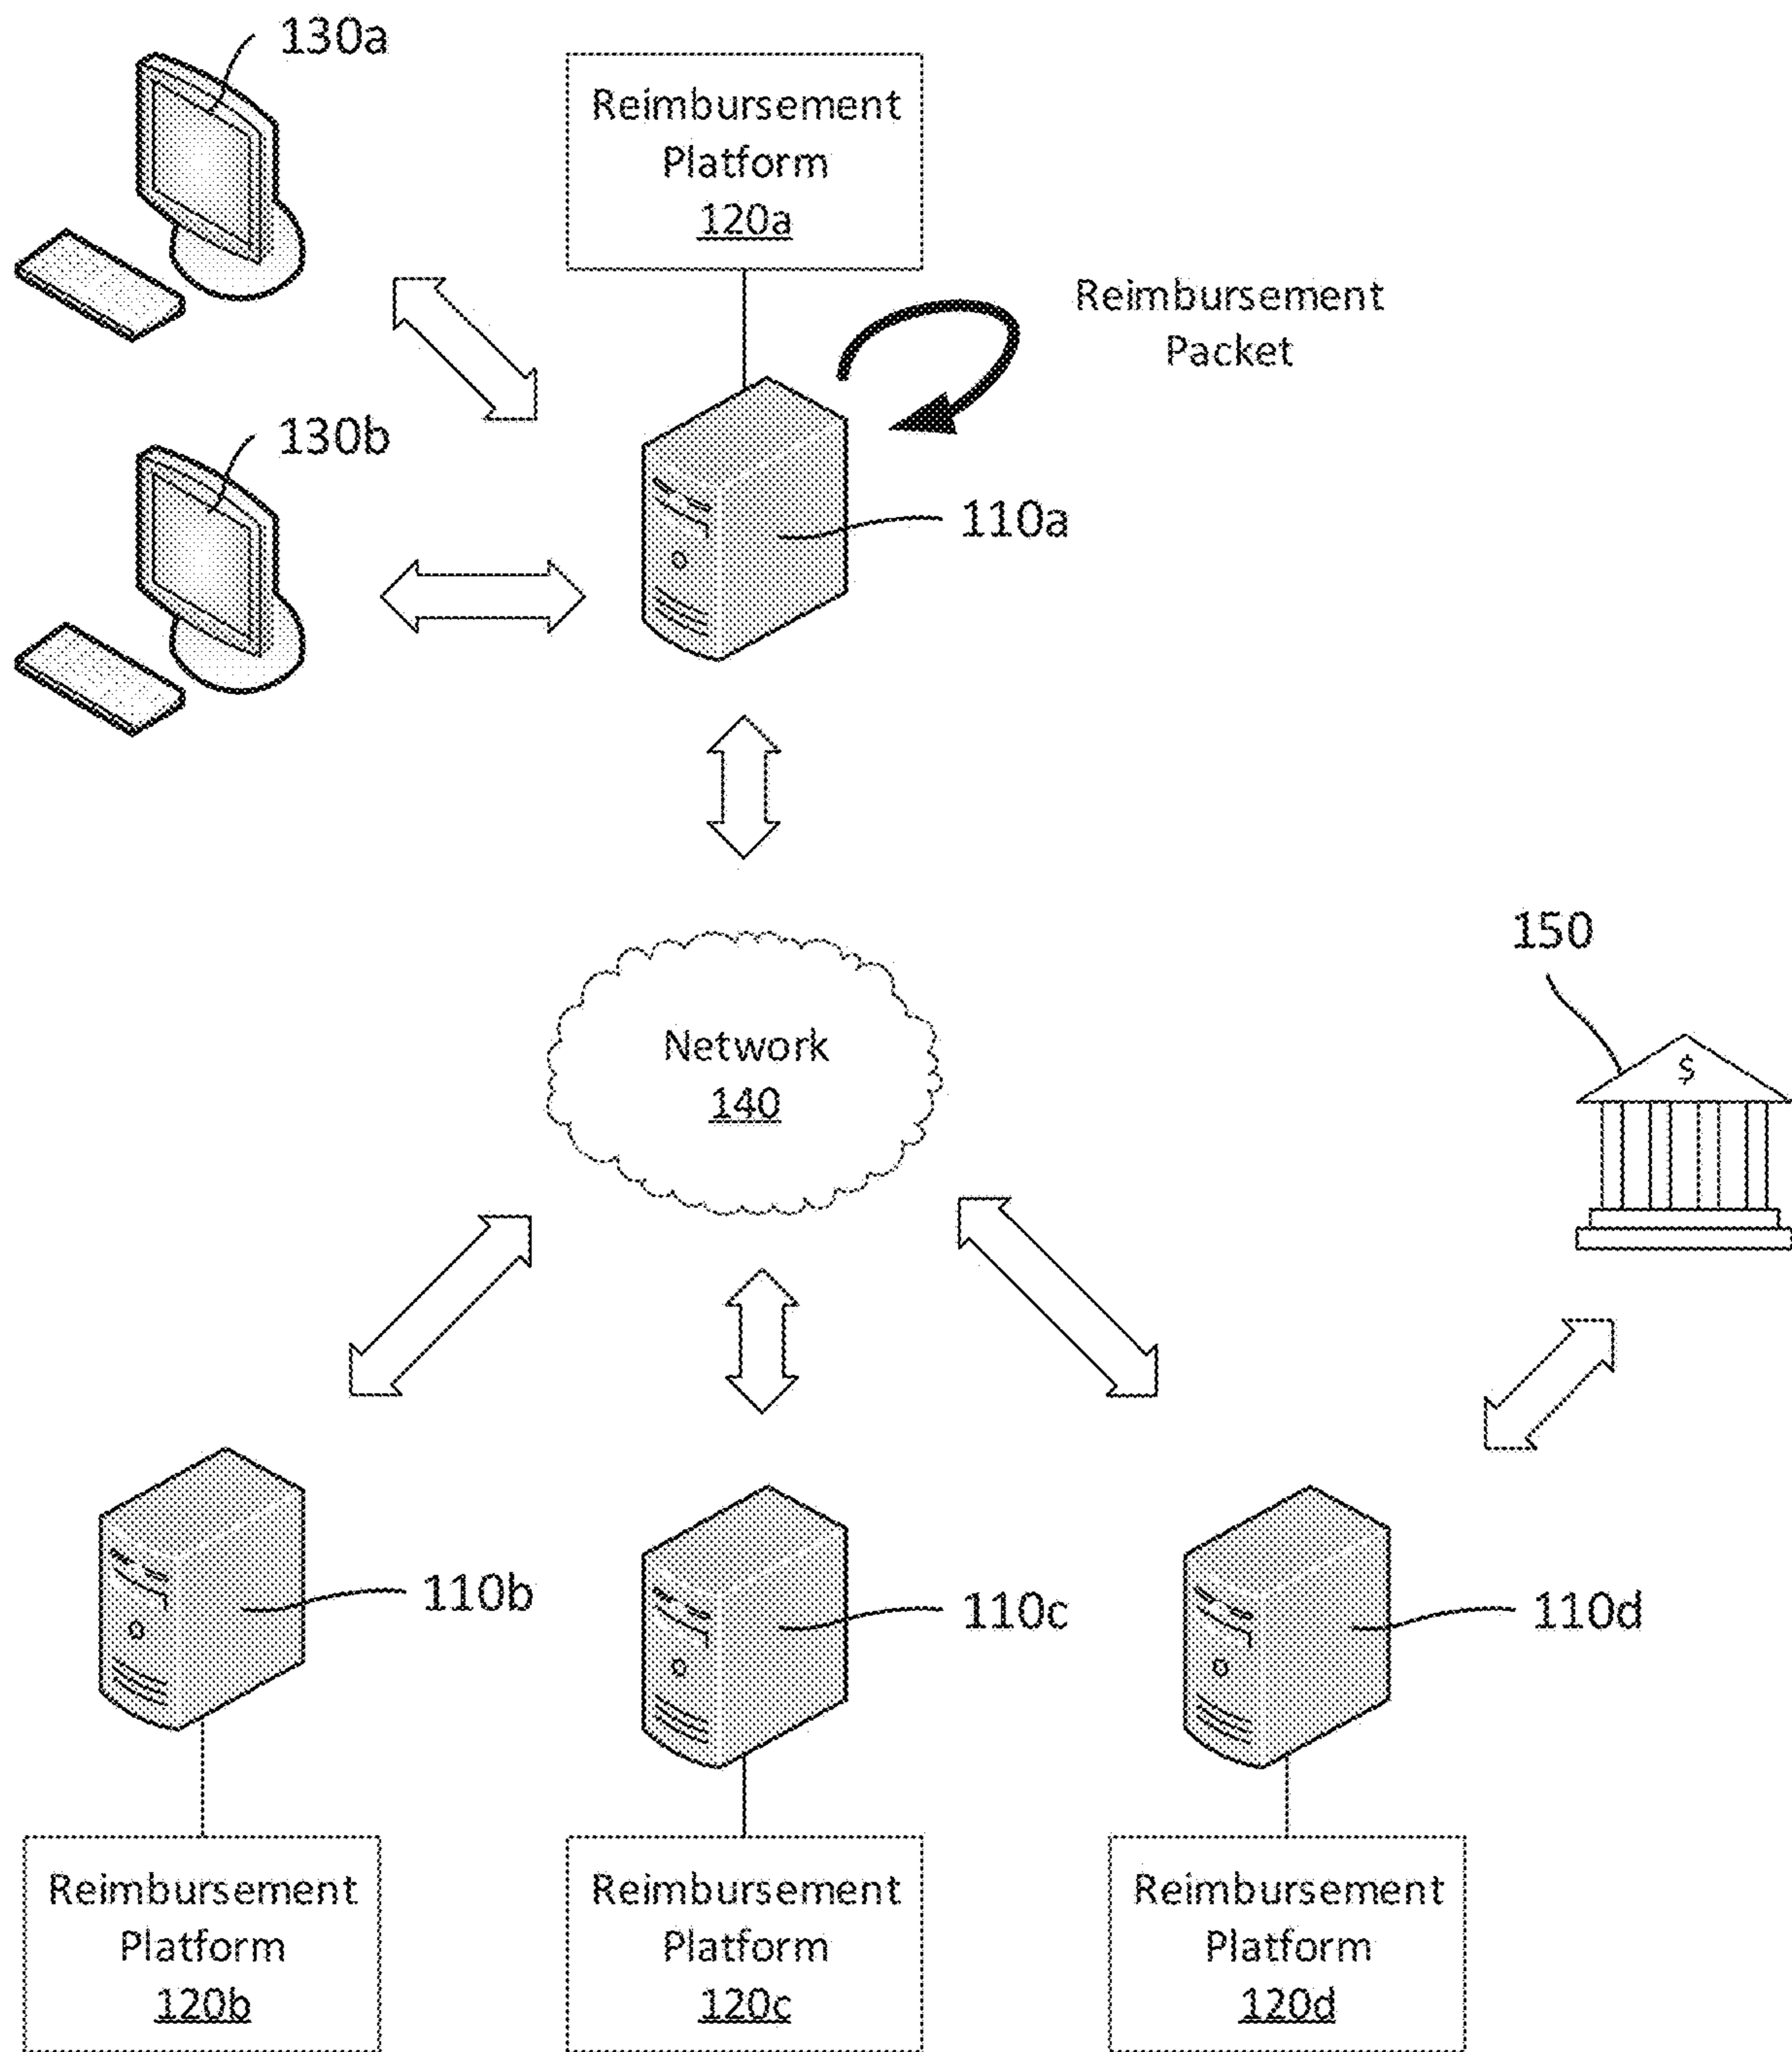 130a
Reimbursement
Platform
120a
Reimbursement
Packet
130b
110a
150
$
Network
140
110b
110c
110d
Reimbursement
Platform
120b
Reimbursement
Platform
120c
Reimbursement
Platform
120d